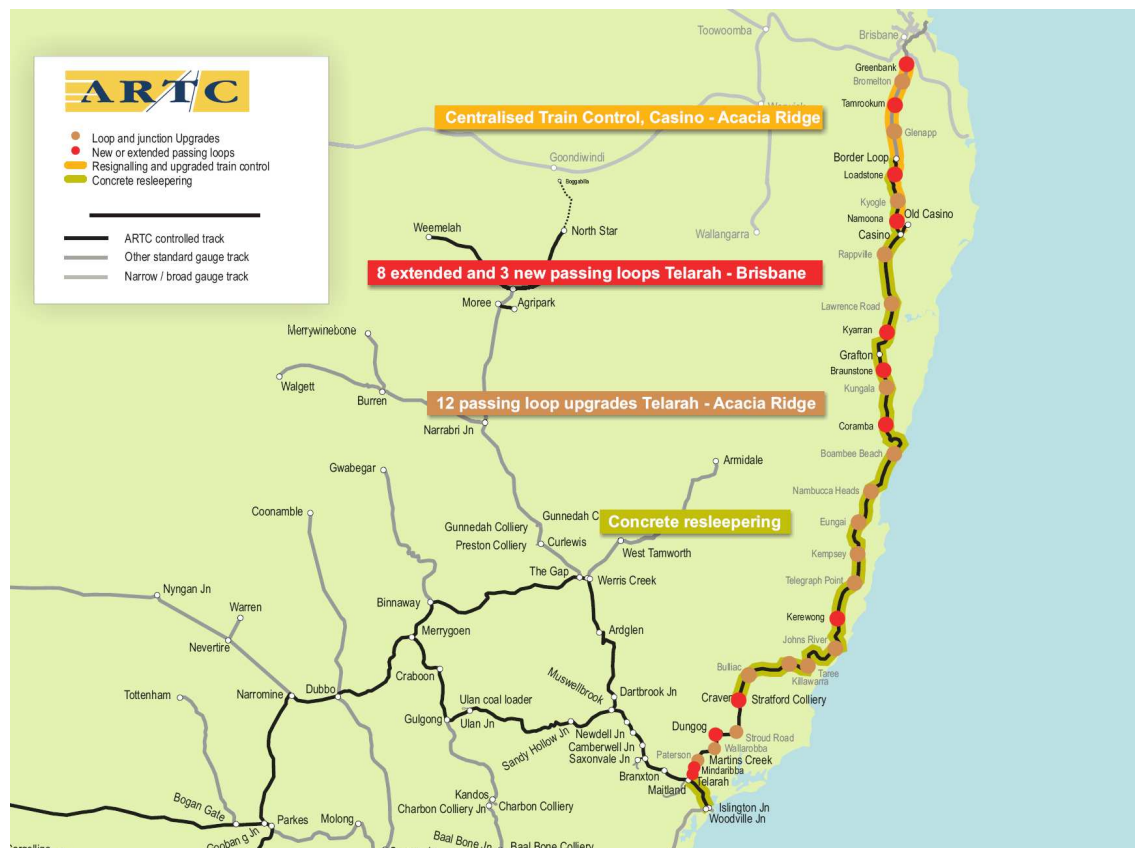 Brisbane
Toowoomba
ARTC
Greenbank
Bromelton
Tamrookum
Centralised Train Control, Casino - Acacia Ridge
Loop and junction Upgrades
New or extended passing loops
Resignalling and upgraded train control
Concrete resleepering
Glenapp
Goondiwindi
Border Loop
Loadstone
Boggabilla
Kyogle
Old Casino
Namoona
Weemelah
North Star
Wallangarra
Casino
ARTC controlled track
Other standard gauge track
Narrow / broad gauge track
Rappville
8 extended and 3 new passing loops Telarah - Brisbane
Moree
Agripark
Lawrence Road
Merrywinebone
Kyarran
Grafton
Braunstone
Walgett
Burren
Kungala
12 passing loop upgrades Telarah - Acacia Ridge
Narrabri Jn
Coramba
Boambee Beach
Armidale
Gwabegar
Nambucca Heads
Coonamble
Gunnedah C
Concrete resleepering
Eungai
Gunnedah Colliery
Preston Colliery
Curlewis
West Tamworth
Kempsey
The Gap
Werris Creek
Telegraph Point
Nyngan Jn
Binnaway
Warren
Kerewong
Merrygoen
Ardglen
Nevertire
Johns River
Bulliac
Taree
Killawarra
Craboon
Muswellbrook
Dartbrook Jn
Tottenham
Narromine
Dubbo
Ulan coal loader
Craven
Stratford Colliery
Gulgong
Ulan Jn
Sandy Hollow Jn
Newdell Jn
Dungog
Stroud Road
Camberwell Jn
Wallarobba
Saxonvale Jn
Paterson
Martins Creek
Mindaribba
Branxton
Telarah
Maitland
Kandos
Bogan Gate
Charbon Colliery Jn
Charbon Colliery
Islington Jn
Woodville Jn
Parkes
Molong
Goobang Jn
Baal Bone Jn
Baal Bone Colliery